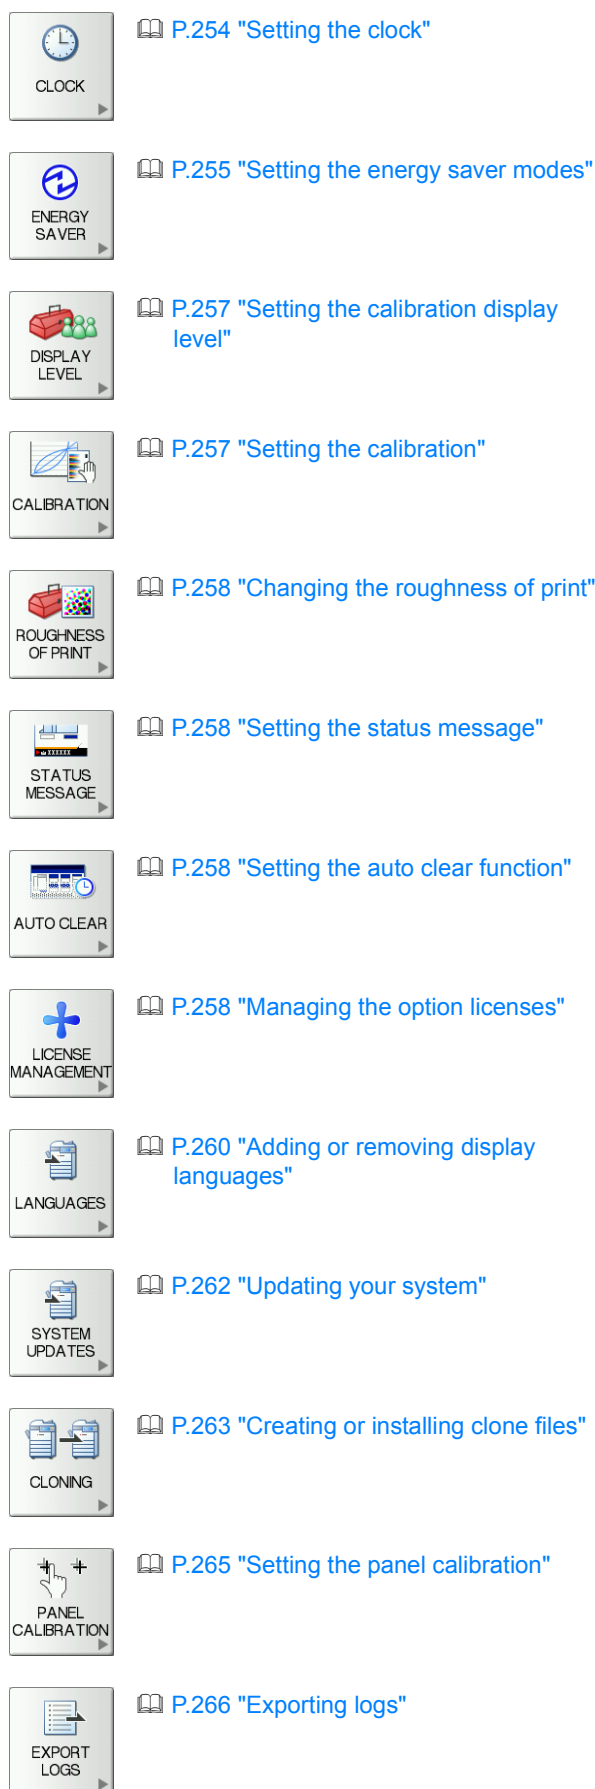 P.254 "Setting the clock"
CLOCK
P.255 "Setting the energy saver modes"
ENERGY
SAVER
P.257 "Setting the calibration display
level"
DISPLAY
LEVEL
P.257 "Setting the calibration"
CALIBRATION
P.258 "Changing the roughness of print"
ROUGHNESS
OF PRINT
P.258 "Setting the status message"
STATUS
MESSAGE
P.258 "Setting the auto clear function"
AUTO CLEAR
P.258 "Managing the option licenses"
LICENSE
MANAGEMENT
P.260 "Adding or removing display
languages"
LANGUAGES
P.262 "Updating your system"
SYSTEM
UPDATES
P.263 "Creating or installing clone files"
CLONING
P.265 "Setting the panel calibration"
PANEL
CALIBRATION
P.266 "Exporting logs"
EXPORT
LOGS